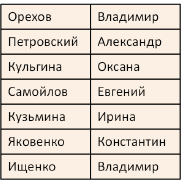 Орехов Владимир
Петровский Александр
Кульгина Оксана
Самойлов Евгений
Кузьмина Ирина
Яковенко Константин
Ищенко Владимир